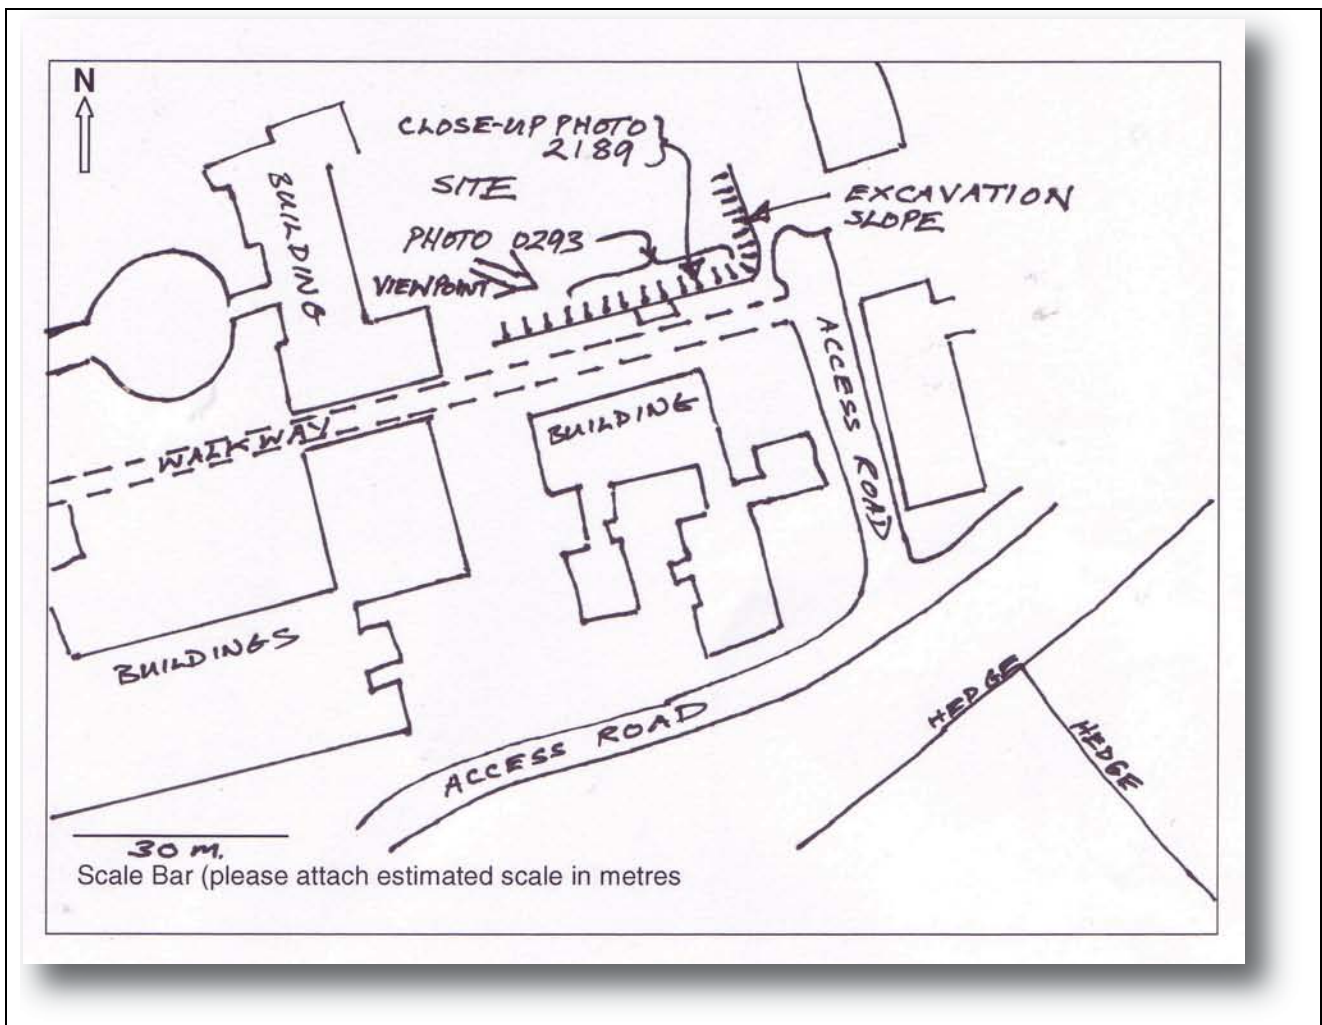 N
CLOSE-UP PHOTO
2189
SITE
EXCAVATION
SLOPE
PHOTO 0293
VIEWPOINT
BUILDING
ACCESS ROAD
BUILDING
WALKWAY
BUILDINGS
HEDGE
HEDGE
ACCESS ROAD
30 m.
Scale Bar (please attach estimated scale in metres